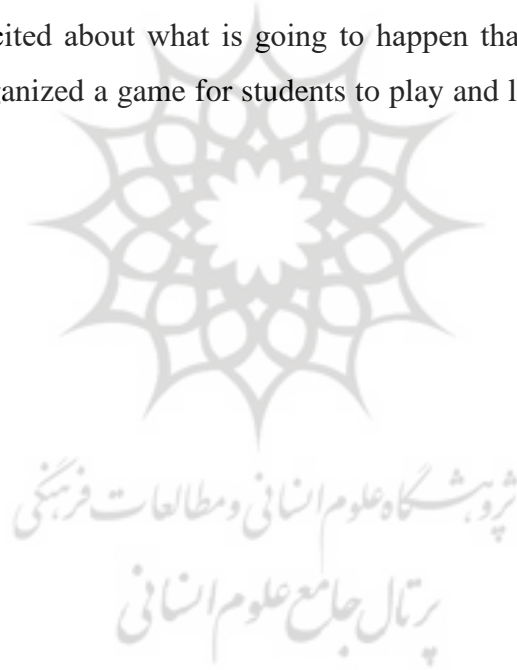 cited about what is going to happen tha
ganized a game for students to play and l
پژوهشگاه علوم انسانی و مطالعات فرهنگی
پرتال جامع علوم انسانی